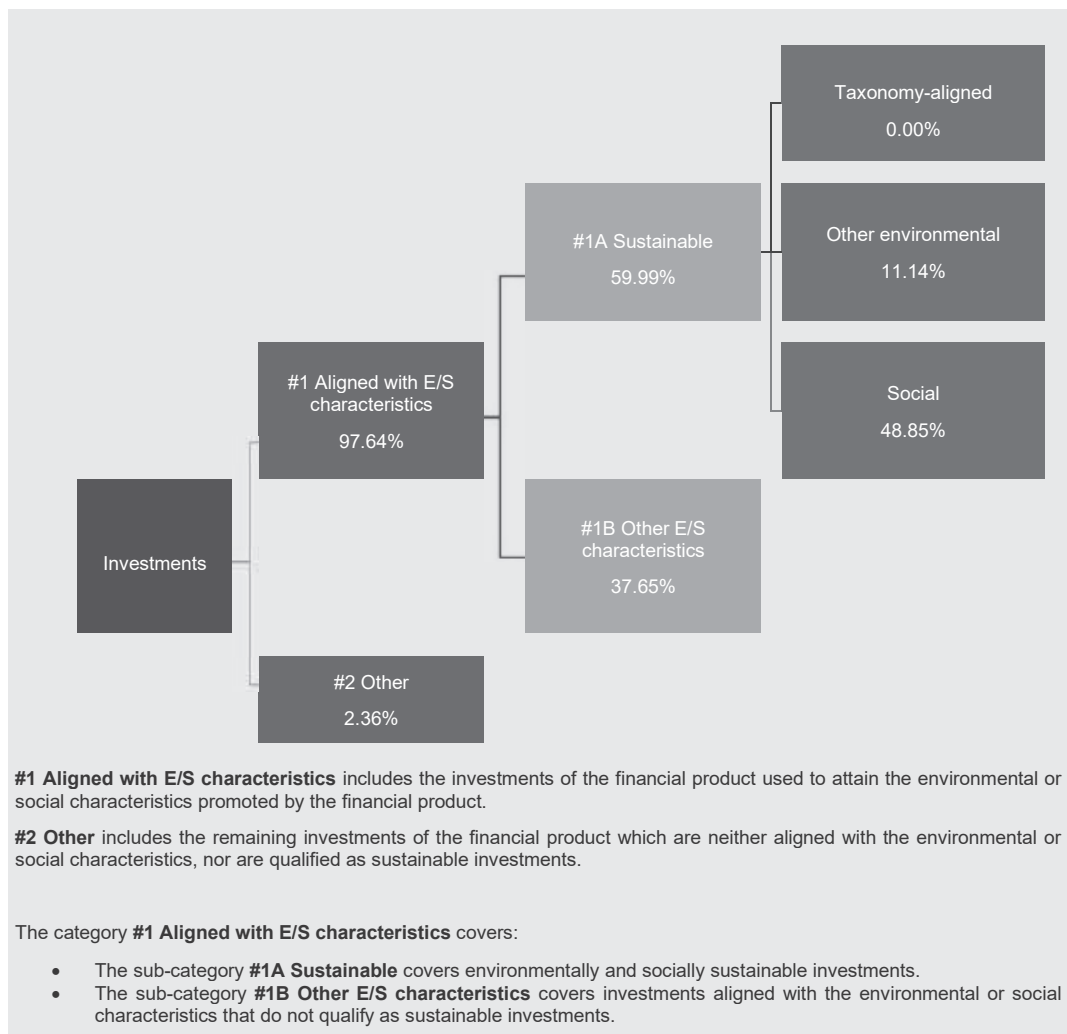 Taxonomy-aligned
0.00%
#1A Sustainable
59.99%
Other environmental
11.14%
#1 Aligned with E/S
characteristics
97.64%
Social
48.85%
Investments
#1B Other E/S
characteristics
37.65%
#2 Other
2.36%
#1 Aligned with E/S characteristics includes the investments of the financial product used to attain the environmental or
social characteristics promoted by the financial product.
#2 Other includes the remaining investments of the financial product which are neither aligned with the environmental or
social characteristics, nor are qualified as sustainable investments.
The category #1 Aligned with E/S characteristics covers:
• The sub-category #1A Sustainable covers environmentally and socially sustainable investments.
• The sub-category #1B Other E/S characteristics covers investments aligned with the environmental or social
characteristics that do not qualify as sustainable investments.